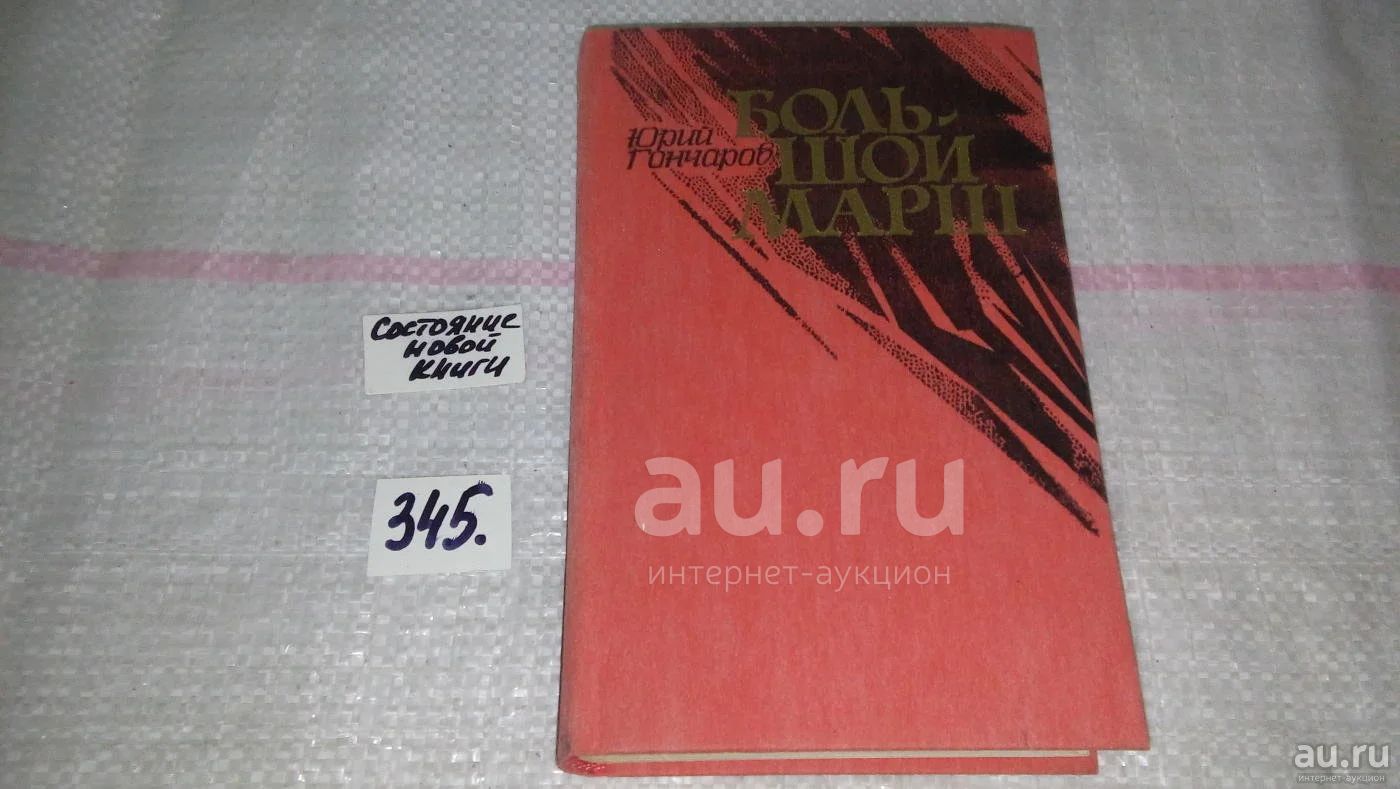 Юрий
Гончаров
БОЛЬ-
ШОЙ
МАРШ
Состояние
новой
книги
345.
au.ru
интернет-аукцион
au.ru
интернет-аукцион